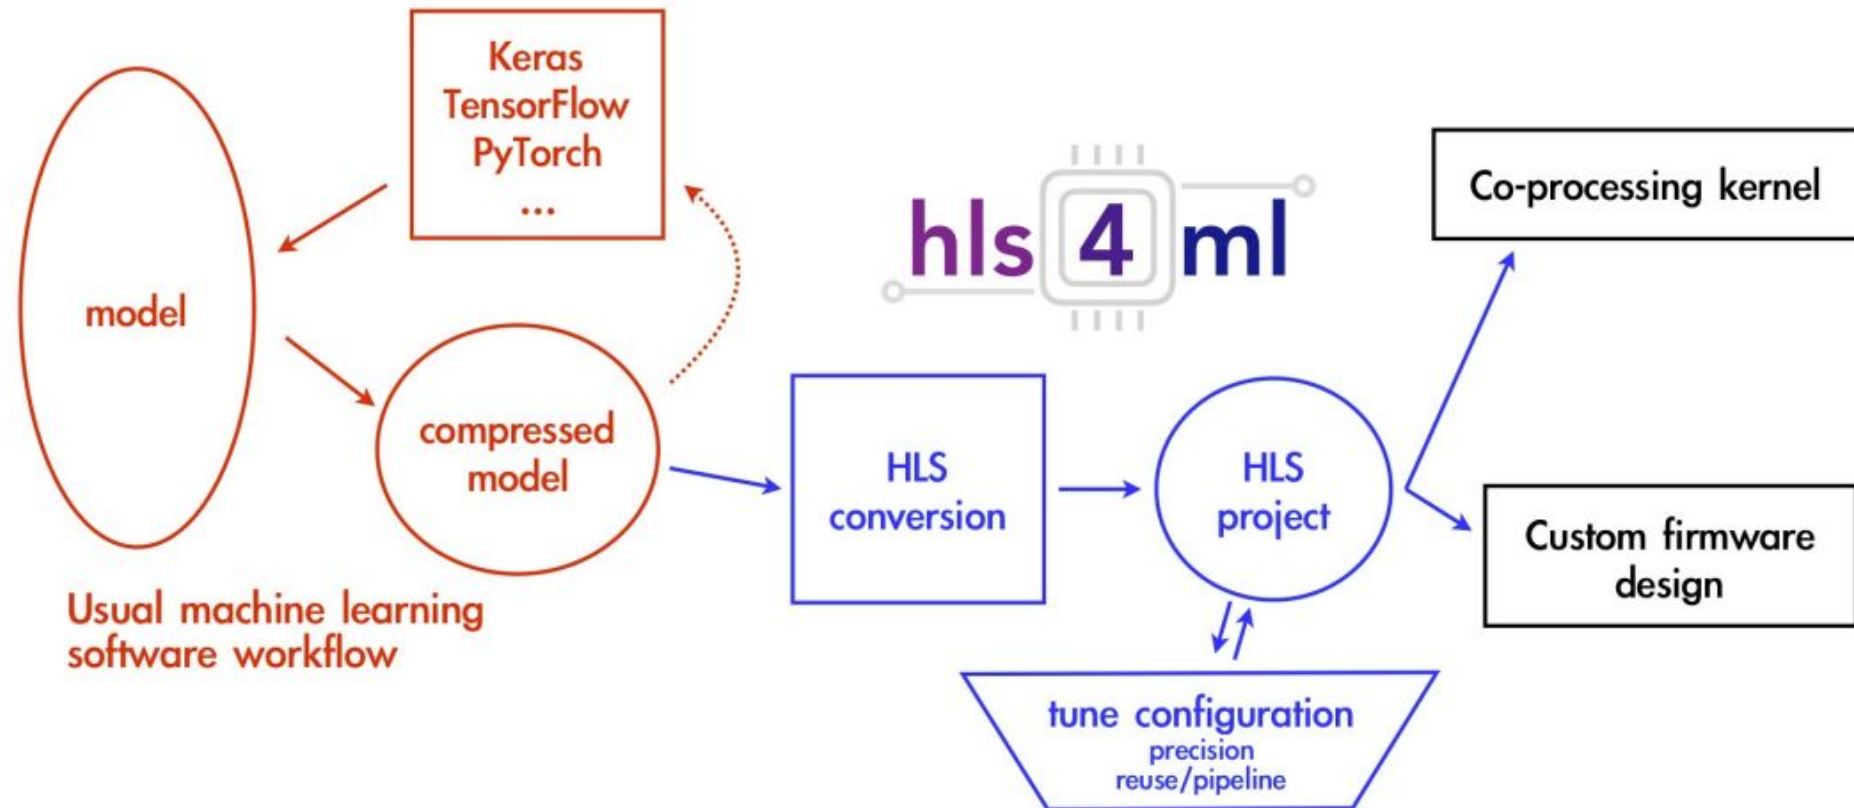 Keras
TensorFlow
PyTorch
...
model
compressed
model
Usual machine learning
software workflow
hls 4 ml
HLS
conversion
HLS
project
tune configuration
precision
reuse/pipeline
Co-processing kernel
Custom firmware
design